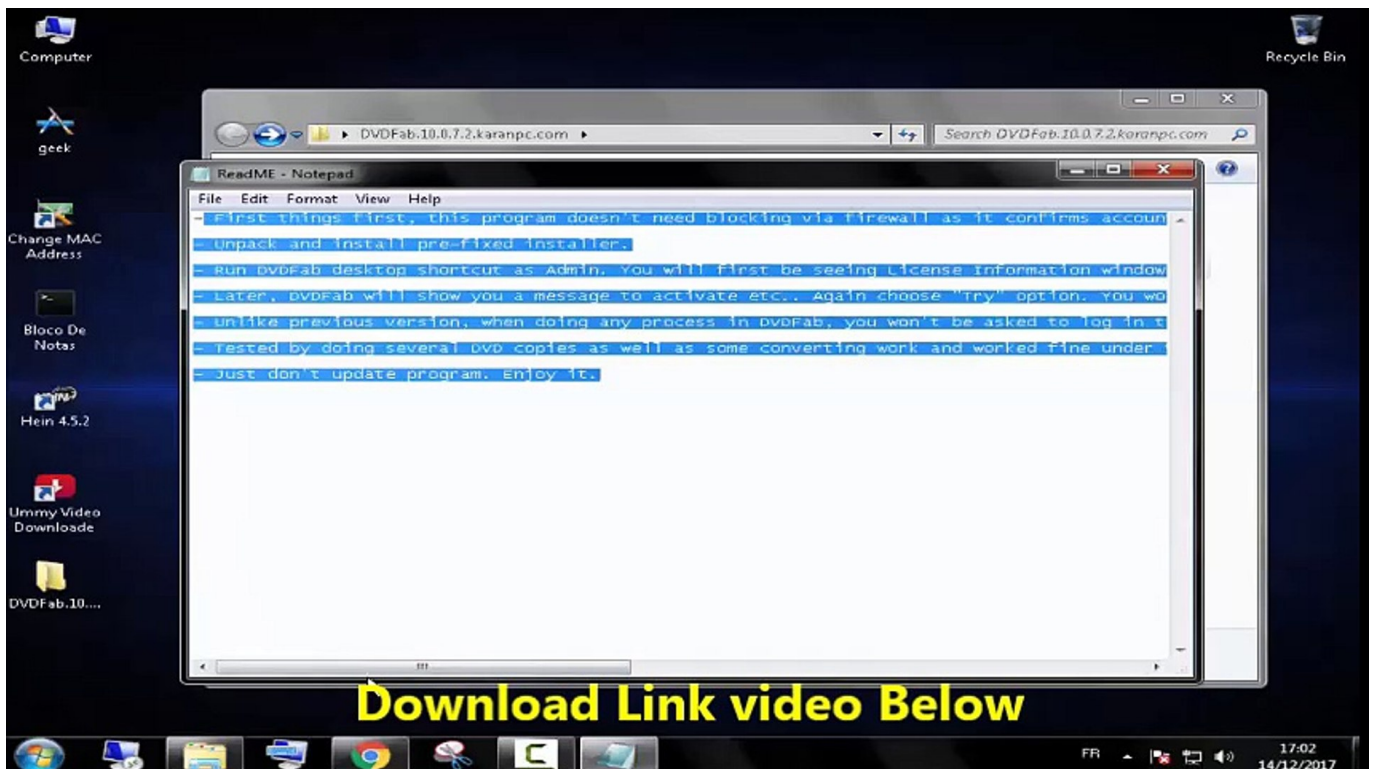 Computer
Recycle Bin
geek
DVDFab.10.0.7.2.karanpc.com
Search DVDFab.10.0.7.2.karanpc.com
ReadME - Notepad
File Edit Format View Help
- First things first, this program doesn't need blocking via firewall as it confirms accoun
- Unpack and install pre-fixed installer.
- Run DVDFab desktop shortcut as Admin. You will first be seeing License Information window
- Later, DVDFab will show you a message to activate etc.. Again choose "Try" option. You wo
- Unlike previous version, when doing any process in DVDFab, you won't be asked to log in t
- Tested by doing several DVD copies as well as some converting work and worked fine under
- Just don't update program. Enjoy it.
Change MAC
Address
Bloco De
Notas
Hein 4.5.2
Ummy Video
Downloade
DVDFab.10....
Download Link video Below
FR
17:02
14/12/2017